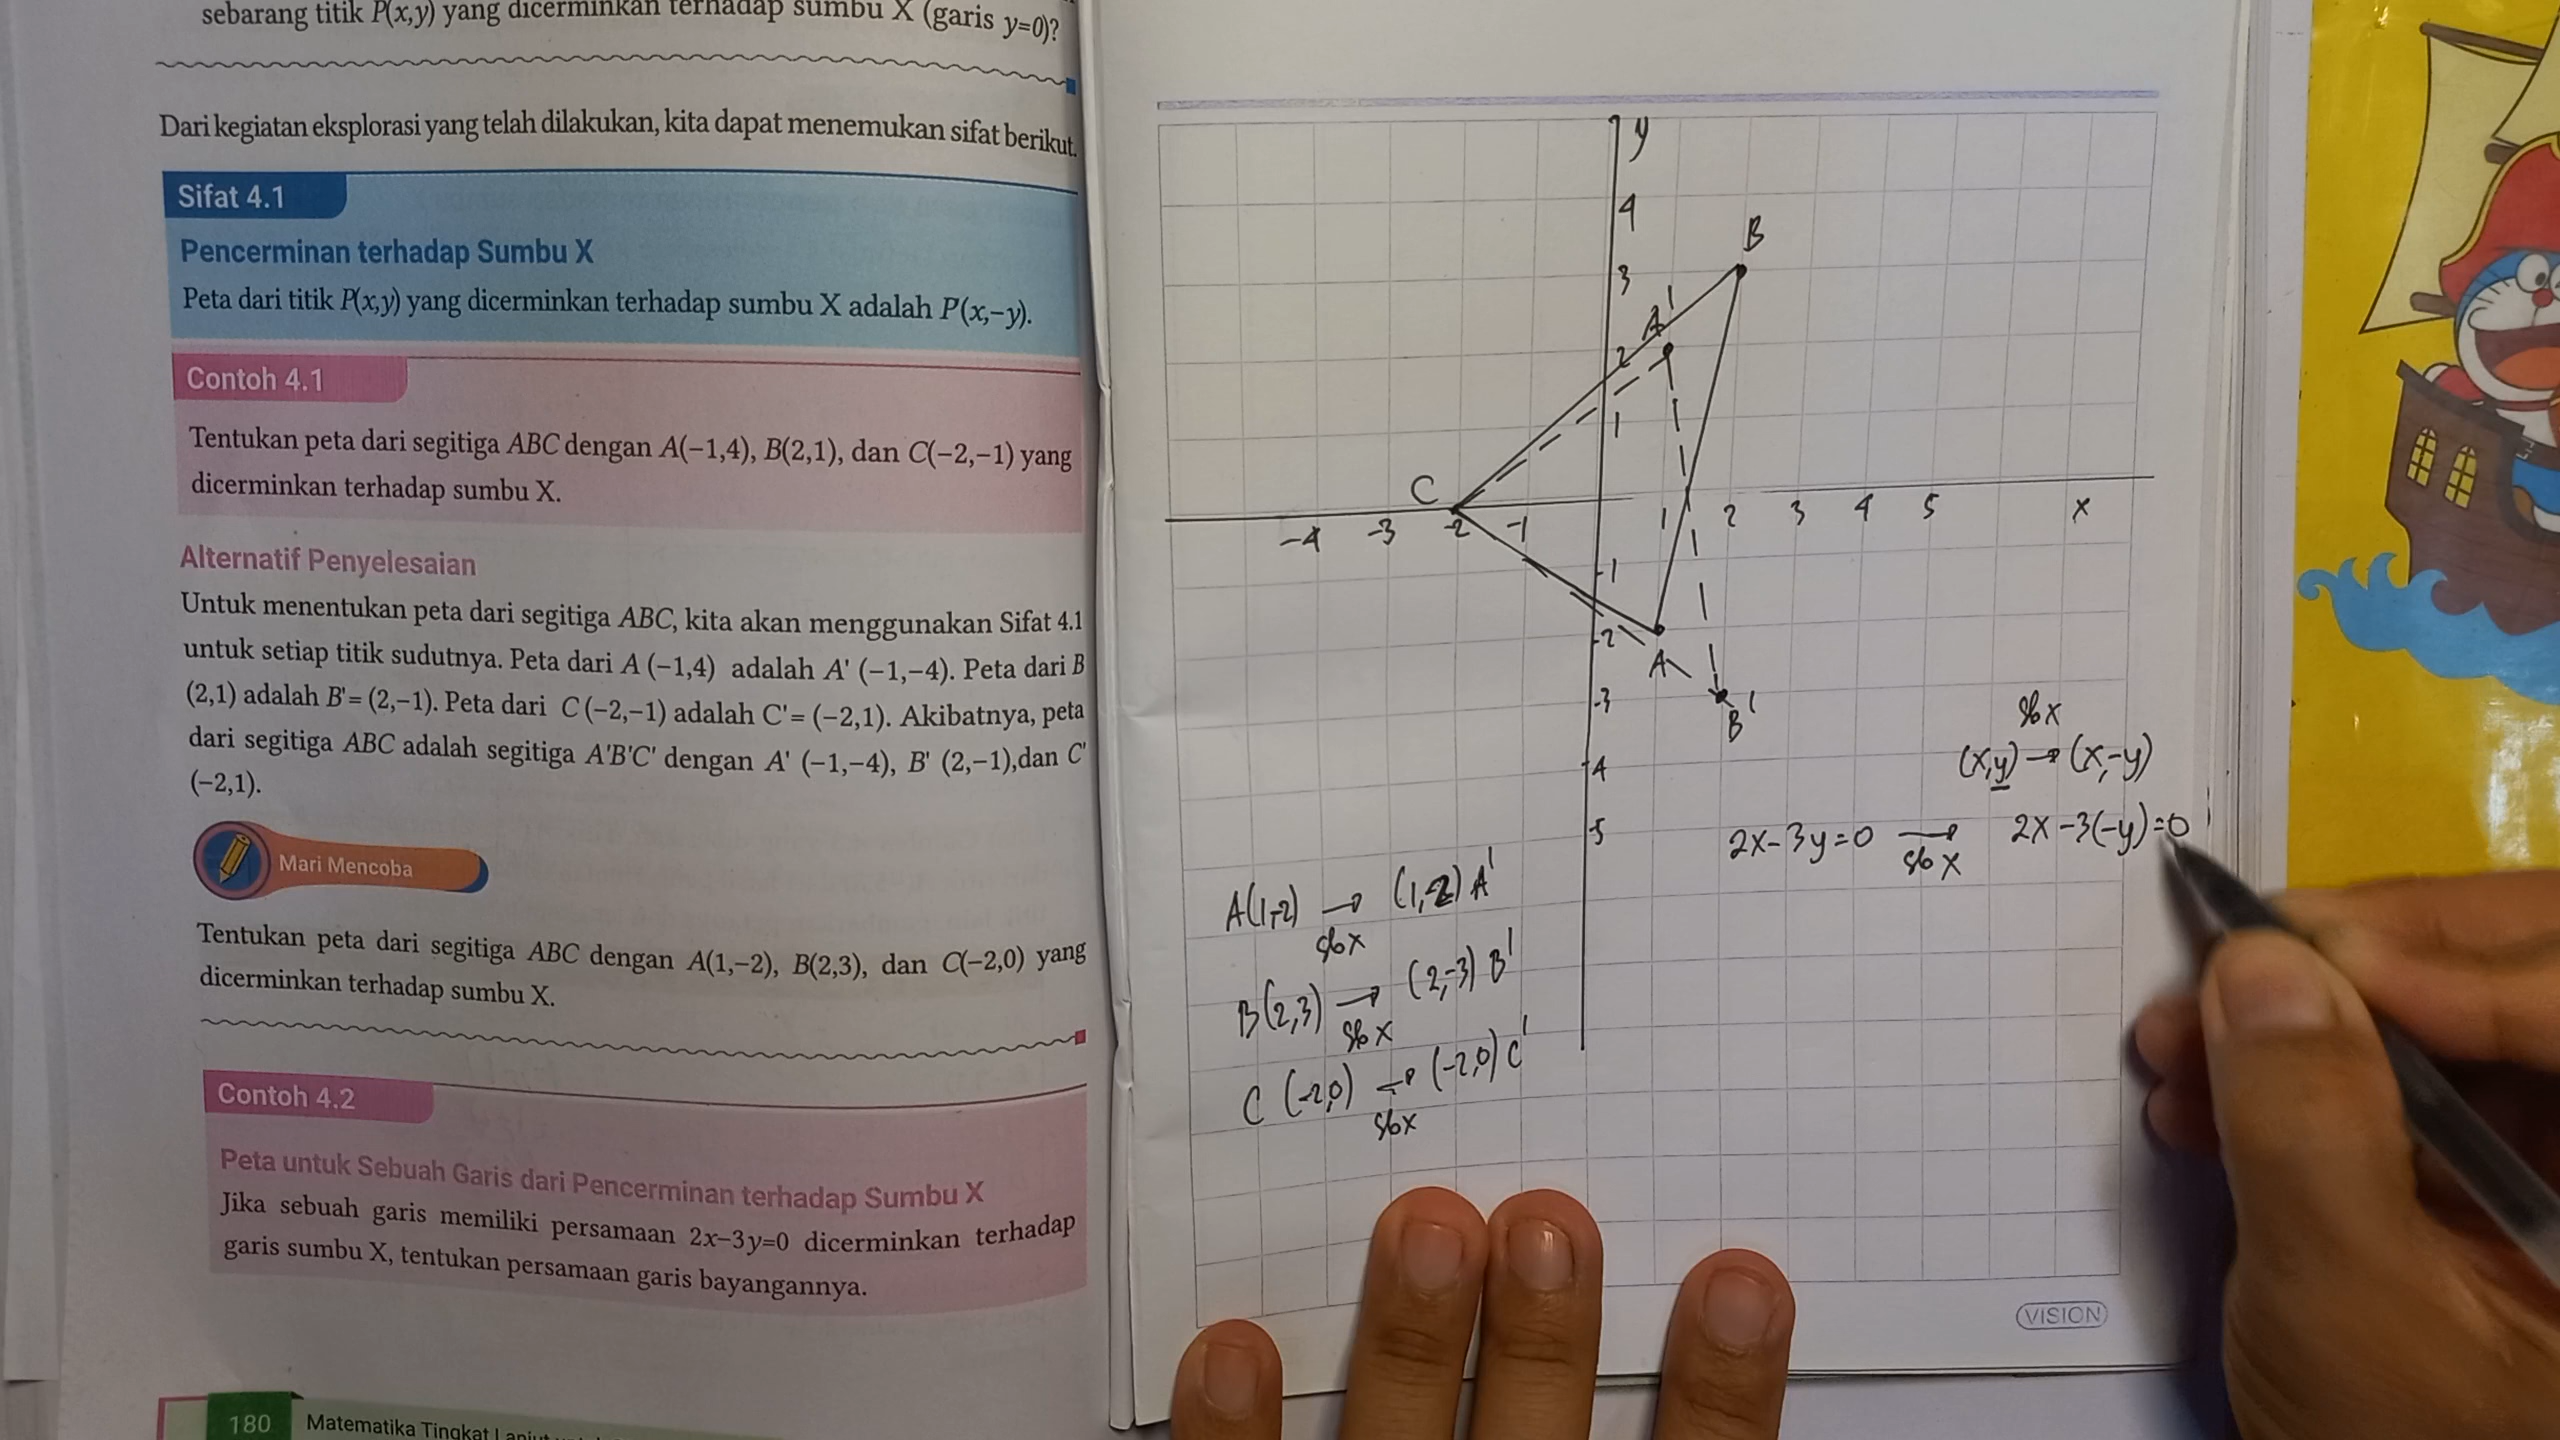 sebarang titik P(x,y) yang dicerminkan terhadap sumbu X (garis y=0)?
Dari kegiatan eksplorasi yang telah dilakukan, kita dapat menemukan sifat berikut.
Sifat 4.1
Pencerminan terhadap Sumbu X
Peta dari titik P(x,y) yang dicerminkan terhadap sumbu X adalah P(x,−y).
Contoh 4.1
Tentukan peta dari segitiga ABC dengan A(−1,4), B(2,1), dan C(−2,−1) yang
dicerminkan terhadap sumbu X.
Alternatif Penyelesaian
Untuk menentukan peta dari segitiga ABC, kita akan menggunakan Sifat 4.1
untuk setiap titik sudutnya. Peta dari A (−1,4) adalah A' (−1,−4). Peta dari B
(2,1) adalah B'= (2,−1). Peta dari C (−2,−1) adalah C'= (−2,1). Akibatnya, peta
dari segitiga ABC adalah segitiga A'B'C' dengan A' (−1,−4), B' (2,−1),dan C'
(−2,1).
Mari Mencoba
Tentukan peta dari segitiga ABC dengan A(1,−2), B(2,3), dan C(−2,0) yang
dicerminkan terhadap sumbu X.
Contoh 4.2
Peta untuk Sebuah Garis dari Pencerminan terhadap Sumbu X
Jika sebuah garis memiliki persamaan 2x−3y=0 dicerminkan terhadap
garis sumbu X, tentukan persamaan garis bayangannya.
180 Matematika Tingkat
y
4
B
3
A'
2
1
C
-4 -3 -2 -1 1 2 3 4 5 x
-1
-2
A
-3
B'
-4
-5
sb x
(x,y) → (x,-y)
2x-3y=0 → 2x-3(-y)=0
sb x
A(1,-2) → (1,2) A'
sb x
B(2,3) → (2,-3) B'
sb x
C (-2,0) → (-2,0) C'
sb x
VISION